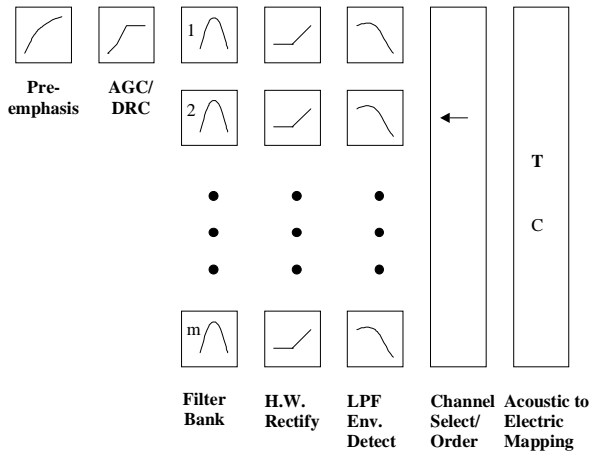 1
Pre-
emphasis
AGC/
DRC
2
T
C
m
Filter
Bank
H.W.
Rectify
LPF
Env.
Detect
Channel
Select/
Order
Acoustic to
Electric
Mapping